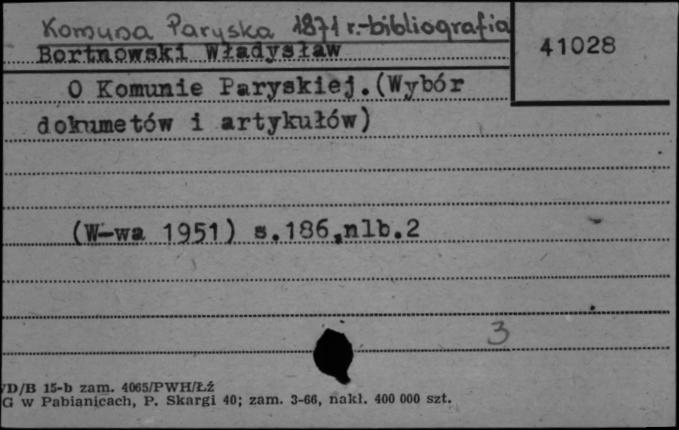 Komuna Paryska 1871 r.-bibliografia
Bortnowski Władysław
41028
O Komunie Paryskiej.(Wybór
dokumetów i artykułów)
(W-wa 1951) s.186,nlb.2
3
/D/B 15-b zam. 4065/PWH/Łź
G w Pabianicach, P. Skargi 40; zam. 3-66, nakł. 400 000 szt.